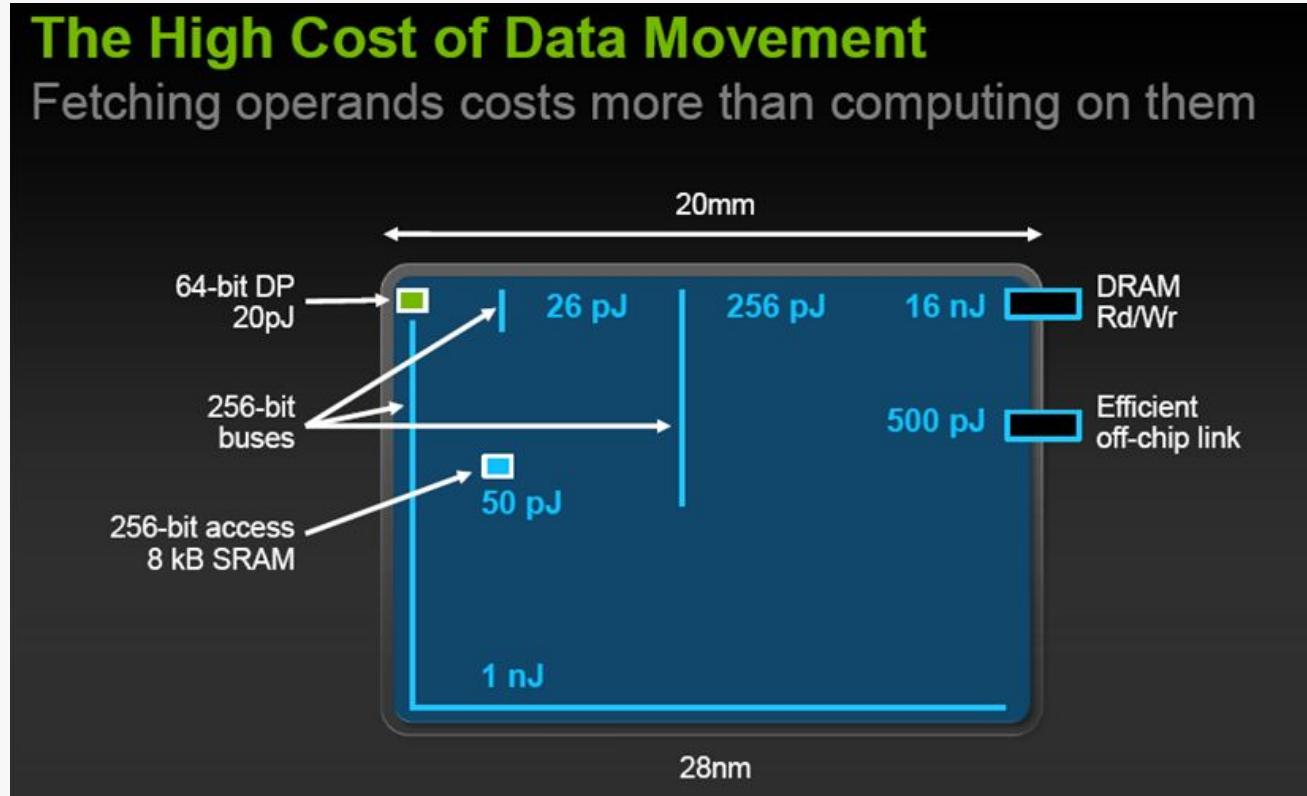 The High Cost of Data Movement
Fetching operands costs more than computing on them
20mm
64-bit DP
20pJ
26 pJ
256 pJ
16 nJ
DRAM
Rd/Wr
256-bit
buses
500 pJ
Efficient
off-chip link
50 pJ
256-bit access
8 kB SRAM
1 nJ
28nm